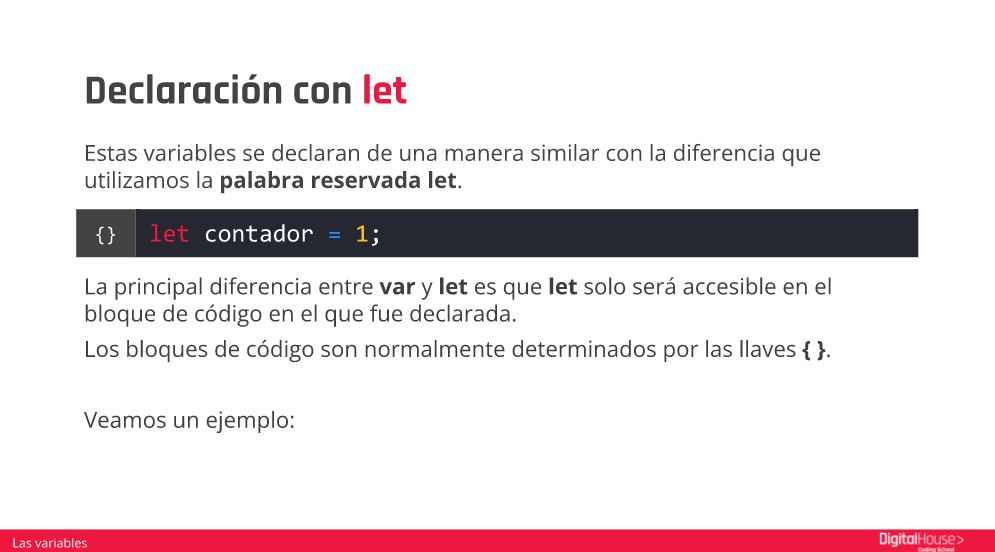 Declaración con let
Estas variables se declaran de una manera similar con la diferencia que
utilizamos la palabra reservada let.
{} let contador = 1;
La principal diferencia entre var y let es que let solo será accesible en el
bloque de código en el que fue declarada.
Los bloques de código son normalmente determinados por las llaves { }.
Veamos un ejemplo:
Las variables
DigitalHouse>
Coding School